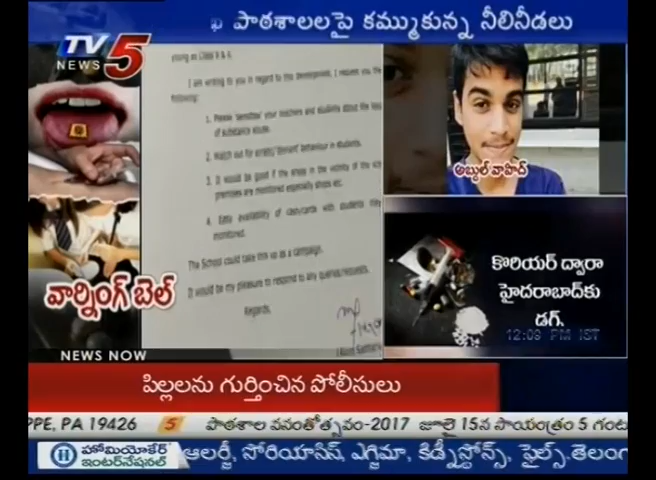 పాఠశాలలపై కమ్ముకున్న నీలినీడలు
TV5
NEWS
I am writing to you in regard to this development. I request you the
following:
1. Please 'sensitise' your teachers and students about the ills
of substance abuse.
2. Watch out for erratic/'deviant' behaviour in students.
3. It would be good if the areas in the vicinity of the
premises are monitored especially shops etc.
4. Easy availability of cash/cards with students may
monitored.
The School could take this up as a campaign.
It would be my pleasure to respond to any queries/requests.
Regards,
అబ్దుల్ వాహిద్
కొరియర్ ద్వారా
హైదరాబాద్‌కు
డ్రగ్స్
12:09 PM IST
వార్నింగ్ బెల్
NEWS NOW
పిల్లలను గుర్తించిన పోలీసులు
PPE, PA 19426 5 పాఠశాల వసంతోత్సవం-2017 జూలై 15న సాయంత్రం 5 గంట
హోమియోకేర్
ఇంటర్నేషనల్
ఆలర్జీ, సోరియాసిస్, ఎగ్జిమా, కిడ్నీస్టోన్స్, ఫైల్స్.తెలంగ